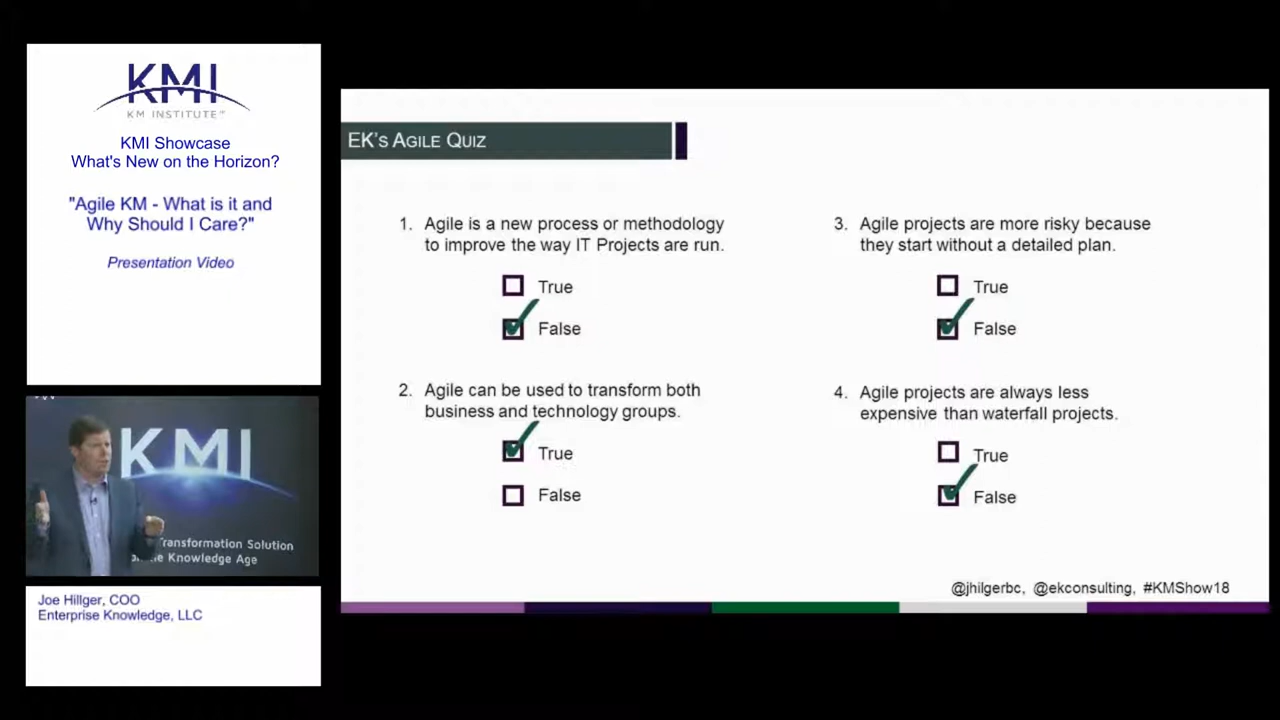 KMI
KM INSTITUTE
KMI Showcase
What's New on the Horizon?
"Agile KM - What is it and
Why Should I Care?"
Presentation Video
KMI
Transformation Solution
the Knowledge Age
Joe Hillger, COO
Enterprise Knowledge, LLC
EK'S AGILE QUIZ
1. Agile is a new process or methodology
to improve the way IT Projects are run.
True
False
2. Agile can be used to transform both
business and technology groups.
True
False
3. Agile projects are more risky because
they start without a detailed plan.
True
False
4. Agile projects are always less
expensive than waterfall projects.
True
False
@jhilgerbc, @ekconsulting, #KMShow18